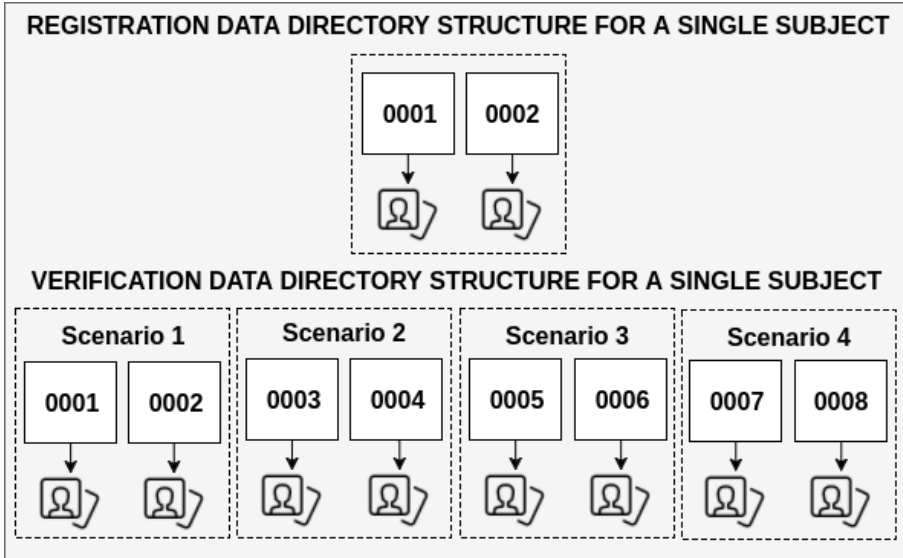 REGISTRATION DATA DIRECTORY STRUCTURE FOR A SINGLE SUBJECT
0001 0002
VERIFICATION DATA DIRECTORY STRUCTURE FOR A SINGLE SUBJECT
Scenario 1 Scenario 2 Scenario 3 Scenario 4
0001 0002 0003 0004 0005 0006 0007 0008